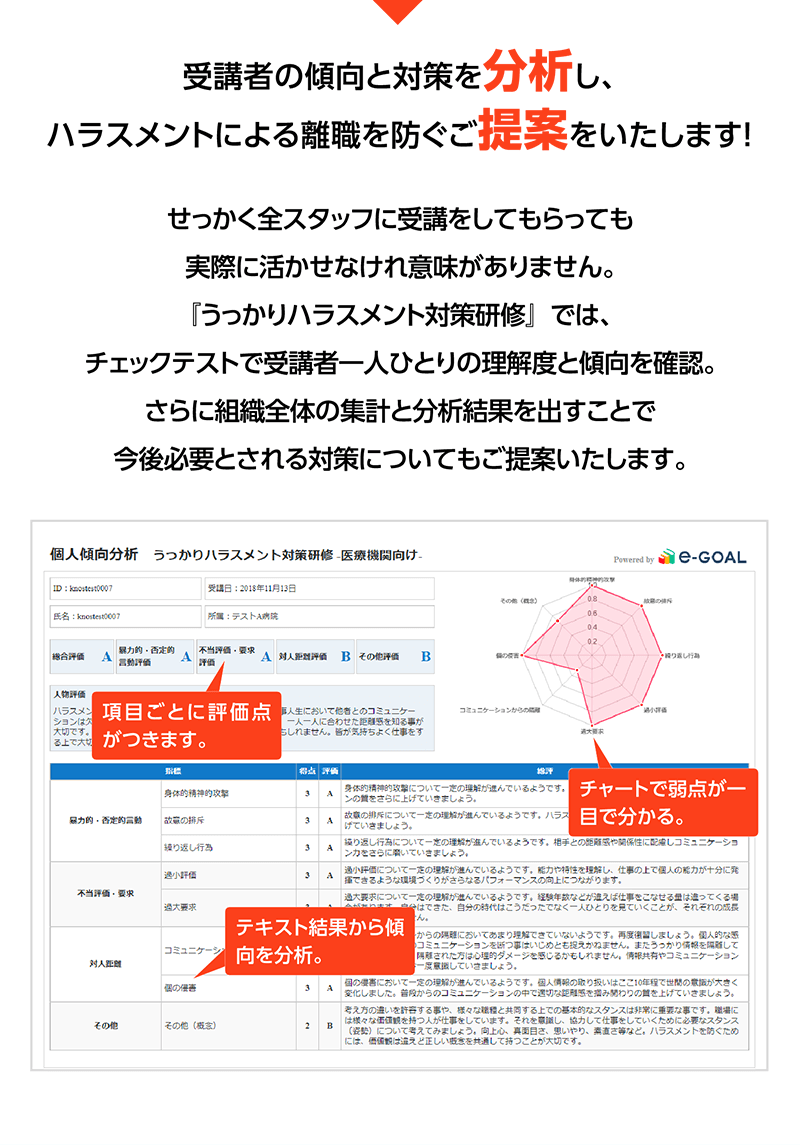 受講者の傾向と対策を分析し、
ハラスメントによる離職を防ぐご提案をいたします!
せっかく全スタッフに受講をしてもらっても
実際に活かせなけれ意味がありません。
『うっかりハラスメント対策研修』では、
チェックテストで受講者一人ひとりの理解度と傾向を確認。
さらに組織全体の集計と分析結果を出すことで
今後必要とされる対策についてもご提案いたします。
個人傾向分析 うっかりハラスメント対策研修 -医療機関向け-
Powered by e-GOAL
ID：knostest0007 受講日：2018年11月13日
氏名：knostest0007 所属：テストA病院
総合評価 A 暴力的・否定的言動評価 A 不当評価・要求評価 A 対人距離評価 B その他評価 B
人物評価
ハラスメン 事人生において他者とのコミュニケー
ションは欠 一人一人に合わせた距離感を知る事が
大切です。 もしれません。皆が気持ちよく仕事をす
る上で大切
項目ごとに評価点
がつきます。
身体的精神的攻撃
故意の排斥
繰り返し行為
過小評価
過大要求
コミュニケーションからの隔離
個の侵害
その他（概念）
0.8
0.6
0.4
0.2
チャートで弱点が一
目で分かる。
指標 得点 評価 総評
暴力的・否定的言動
身体的精神的攻撃 3 A 身体的精神的攻撃について一定の理解が進んでいるようです。
ンの質をさらに上げていきましょう。
故意の排斥 3 A 故意の排斥について一定の理解が進んでいるようです。ハラス
げていきましょう。
繰り返し行為 3 A 繰り返し行為について一定の理解が進んでいるようです。相手との距離感や関係性に配慮しコミュニケーショ
ン力をさらに磨いていきましょう。
不当評価・要求
過小評価 3 A 過小評価について一定の理解が進んでいるようです。能力や特性を理解し、仕事の上で個人の能力が十分に発
揮できるような環境づくりがさらなるパフォーマンスの向上につながります。
過大要求 3 A 過大要求について一定の理解が進んでいるようです。経験年数などが違えば仕事をこなせる量は違ってくる場
はできた、自分の時代はこうだったでなく一人ひとりを見ていくことが、それぞれの成長
ん。
テキスト結果から傾
向を分析。
対人距離
コミュニケーション
からの隔離においてあまり理解できていないようです。再度復習しましょう。個人的な感
コミュニケーションを断つ事はいじめとも捉えかねません。またうっかり情報を隔離して
隔離された方は心理的ダメージを感じるかもしれません。情報共有やコミュニケーション
一度意識していきましょう。
個の侵害 3 A 個の侵害において一定の理解が進んでいるようです。個人情報の取り扱いはここ10年程で世間の意識が大きく
変化しました。普段からのコミュニケーションの中で適切な距離感を掴み関わりの質を上げていきましょう。
その他 その他（概念） 2 B 考え方の違いを許容する事や、様々な職種と共同する上での基本的なスタンスは非常に重要な事です。職場に
は様々な価値観を持つ人が仕事をしています。それを意識し、協力して仕事をしていくために必要なスタンス
（姿勢）について考えてみましょう。向上心、真面目さ、思いやり、素直さ等など。ハラスメントを防ぐため
には、価値観は違えど正しい概念を共通して持つことが大切です。